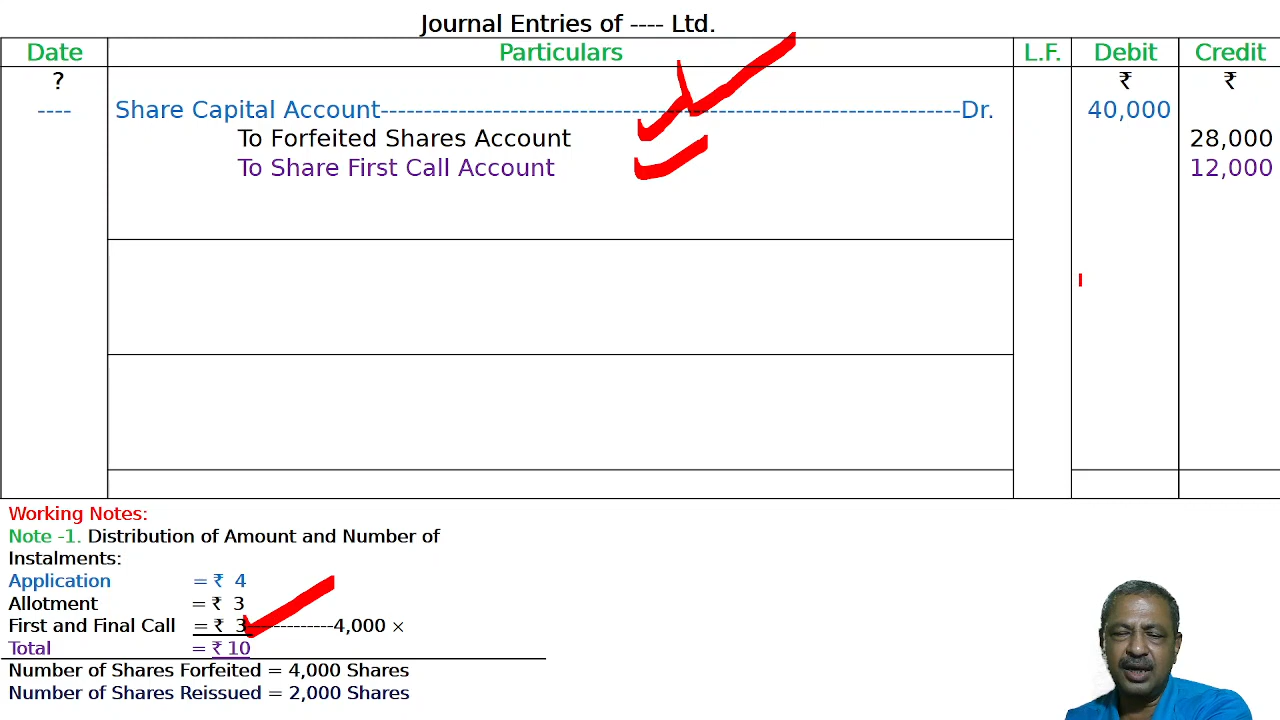 Journal Entries of ---- Ltd.
Date Particulars L.F. Debit Credit
? ₹ ₹
---- Share Capital Account-------------------------------------------------------------------Dr. 40,000
To Forfeited Shares Account 28,000
To Share First Call Account 12,000
Working Notes:
Note -1. Distribution of Amount and Number of
Instalments:
Application = ₹ 4
Allotment = ₹ 3
First and Final Call = ₹ 3-------------4,000 ×
Total = ₹ 10
Number of Shares Forfeited = 4,000 Shares
Number of Shares Reissued = 2,000 Shares